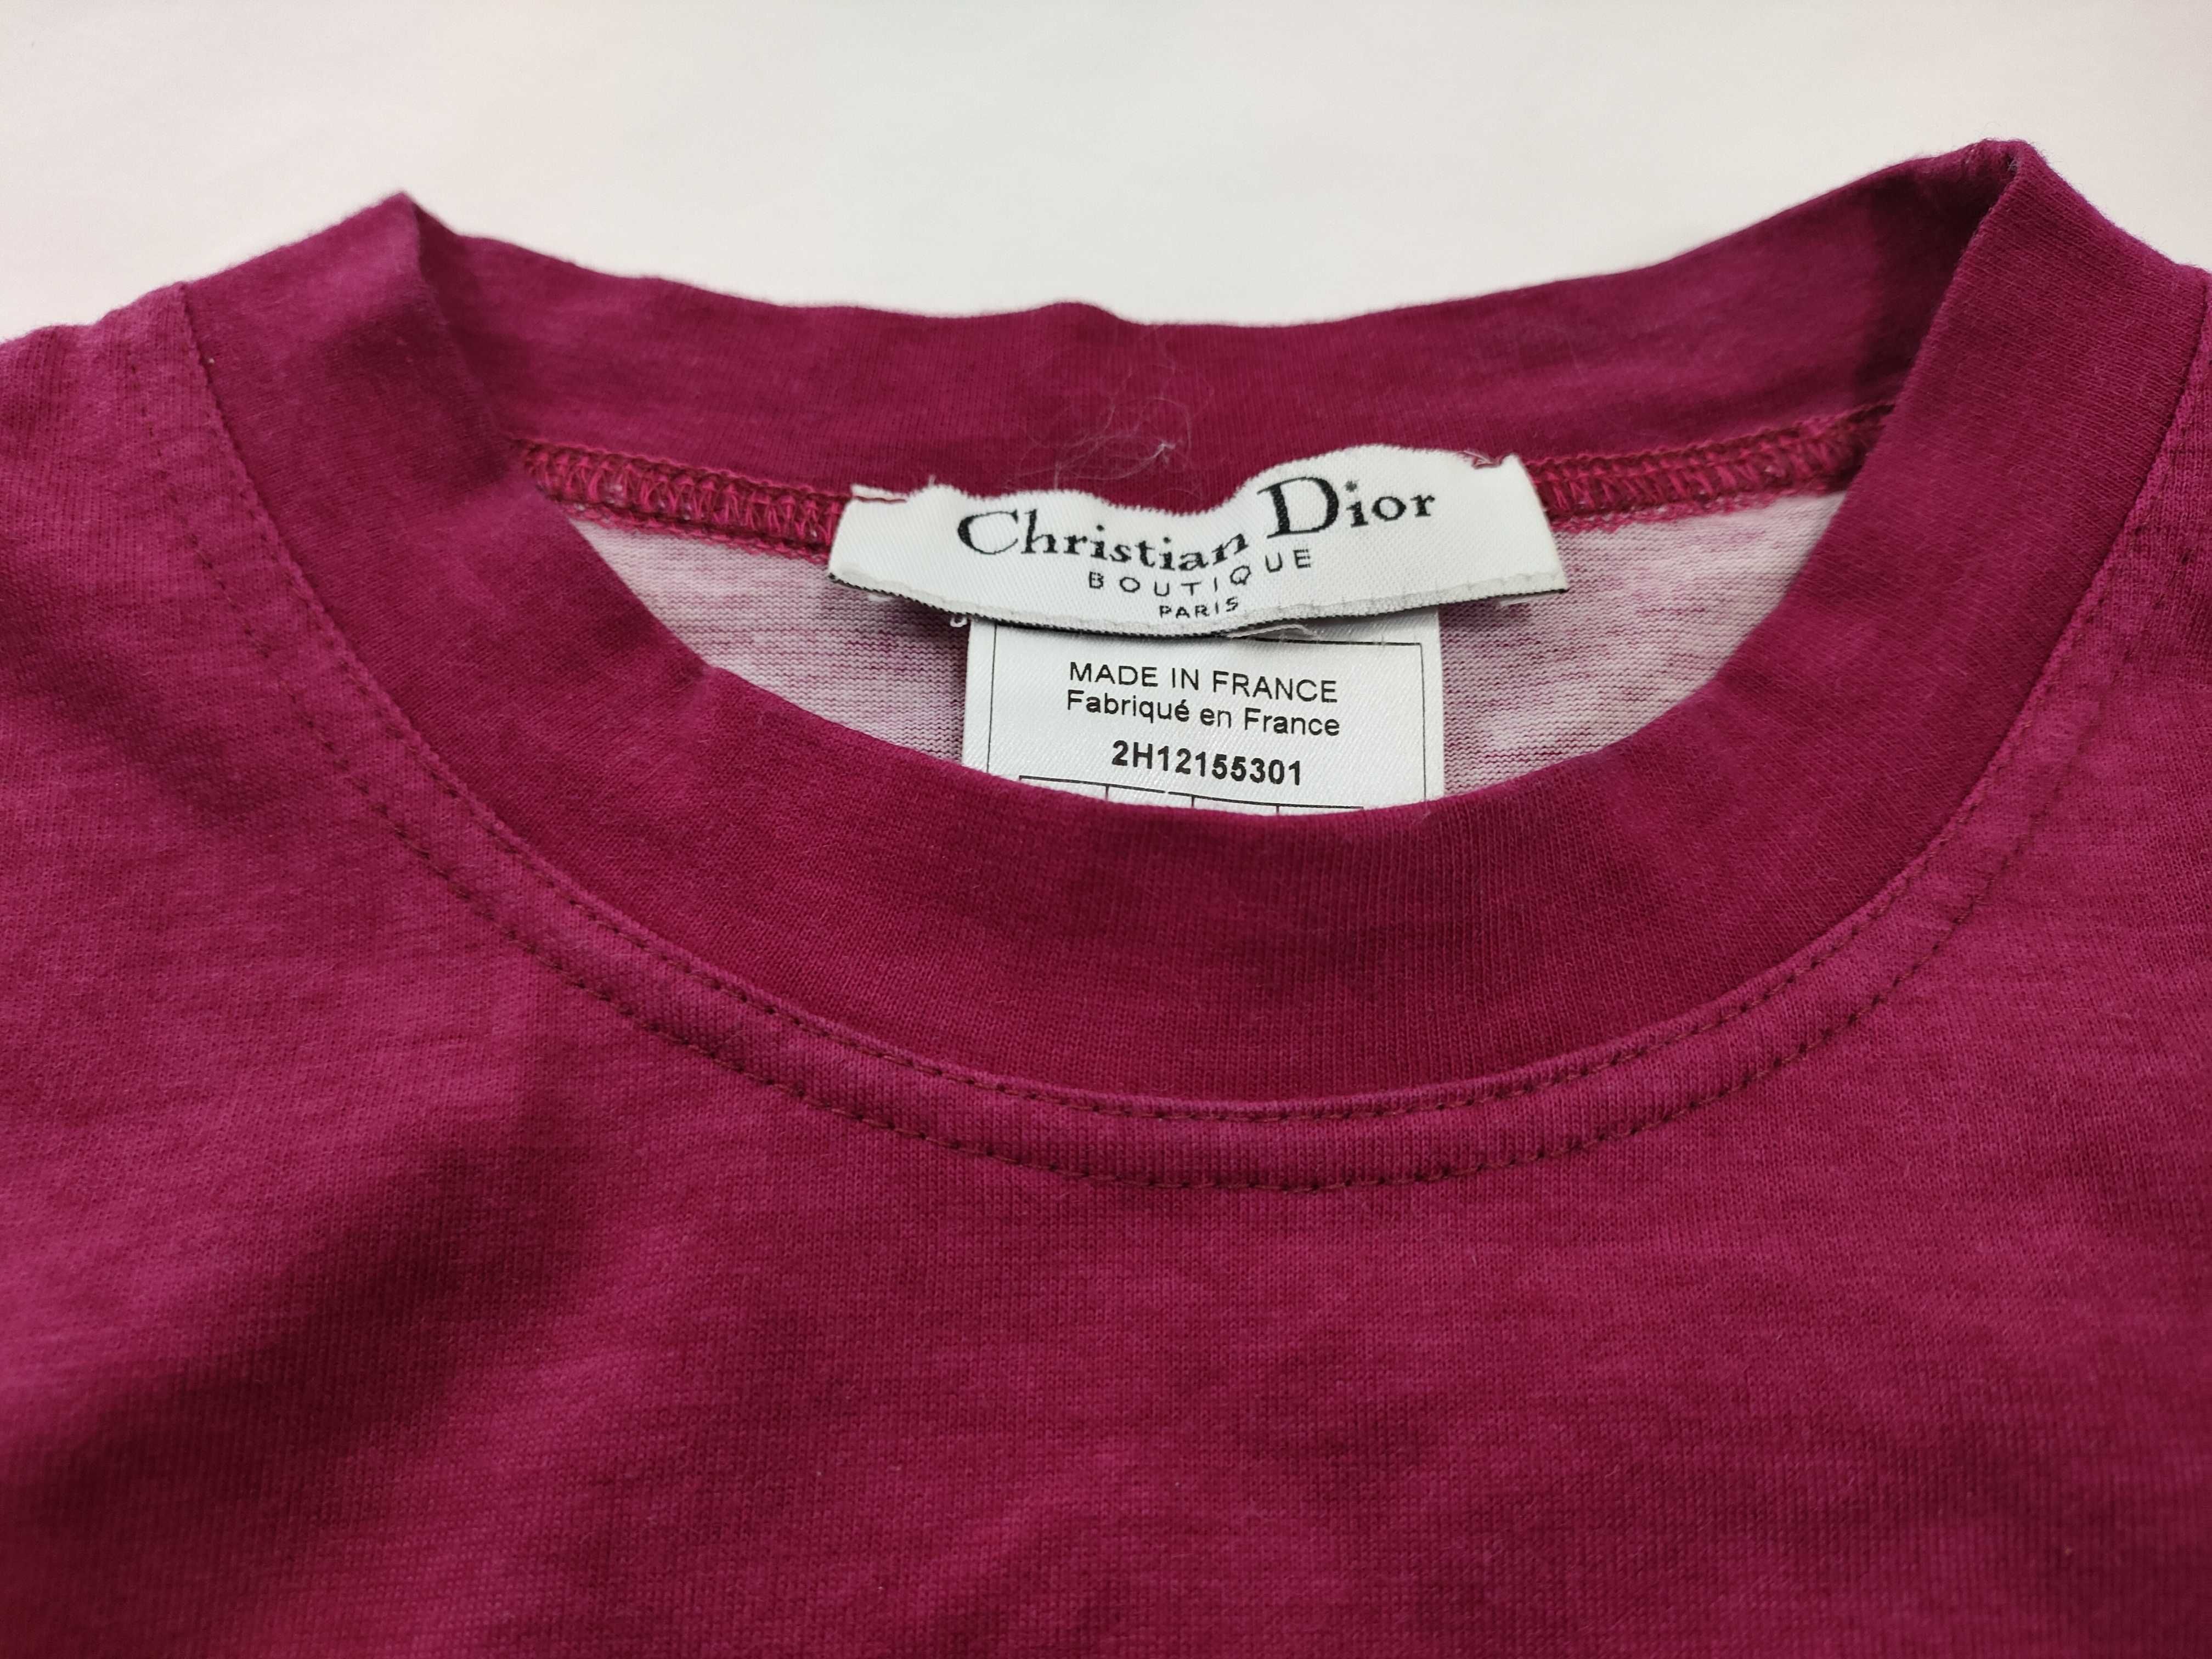 Christian Dior
BOUTIQUE
PARIS
MADE IN FRANCE
Fabriqué en France
2H12155301